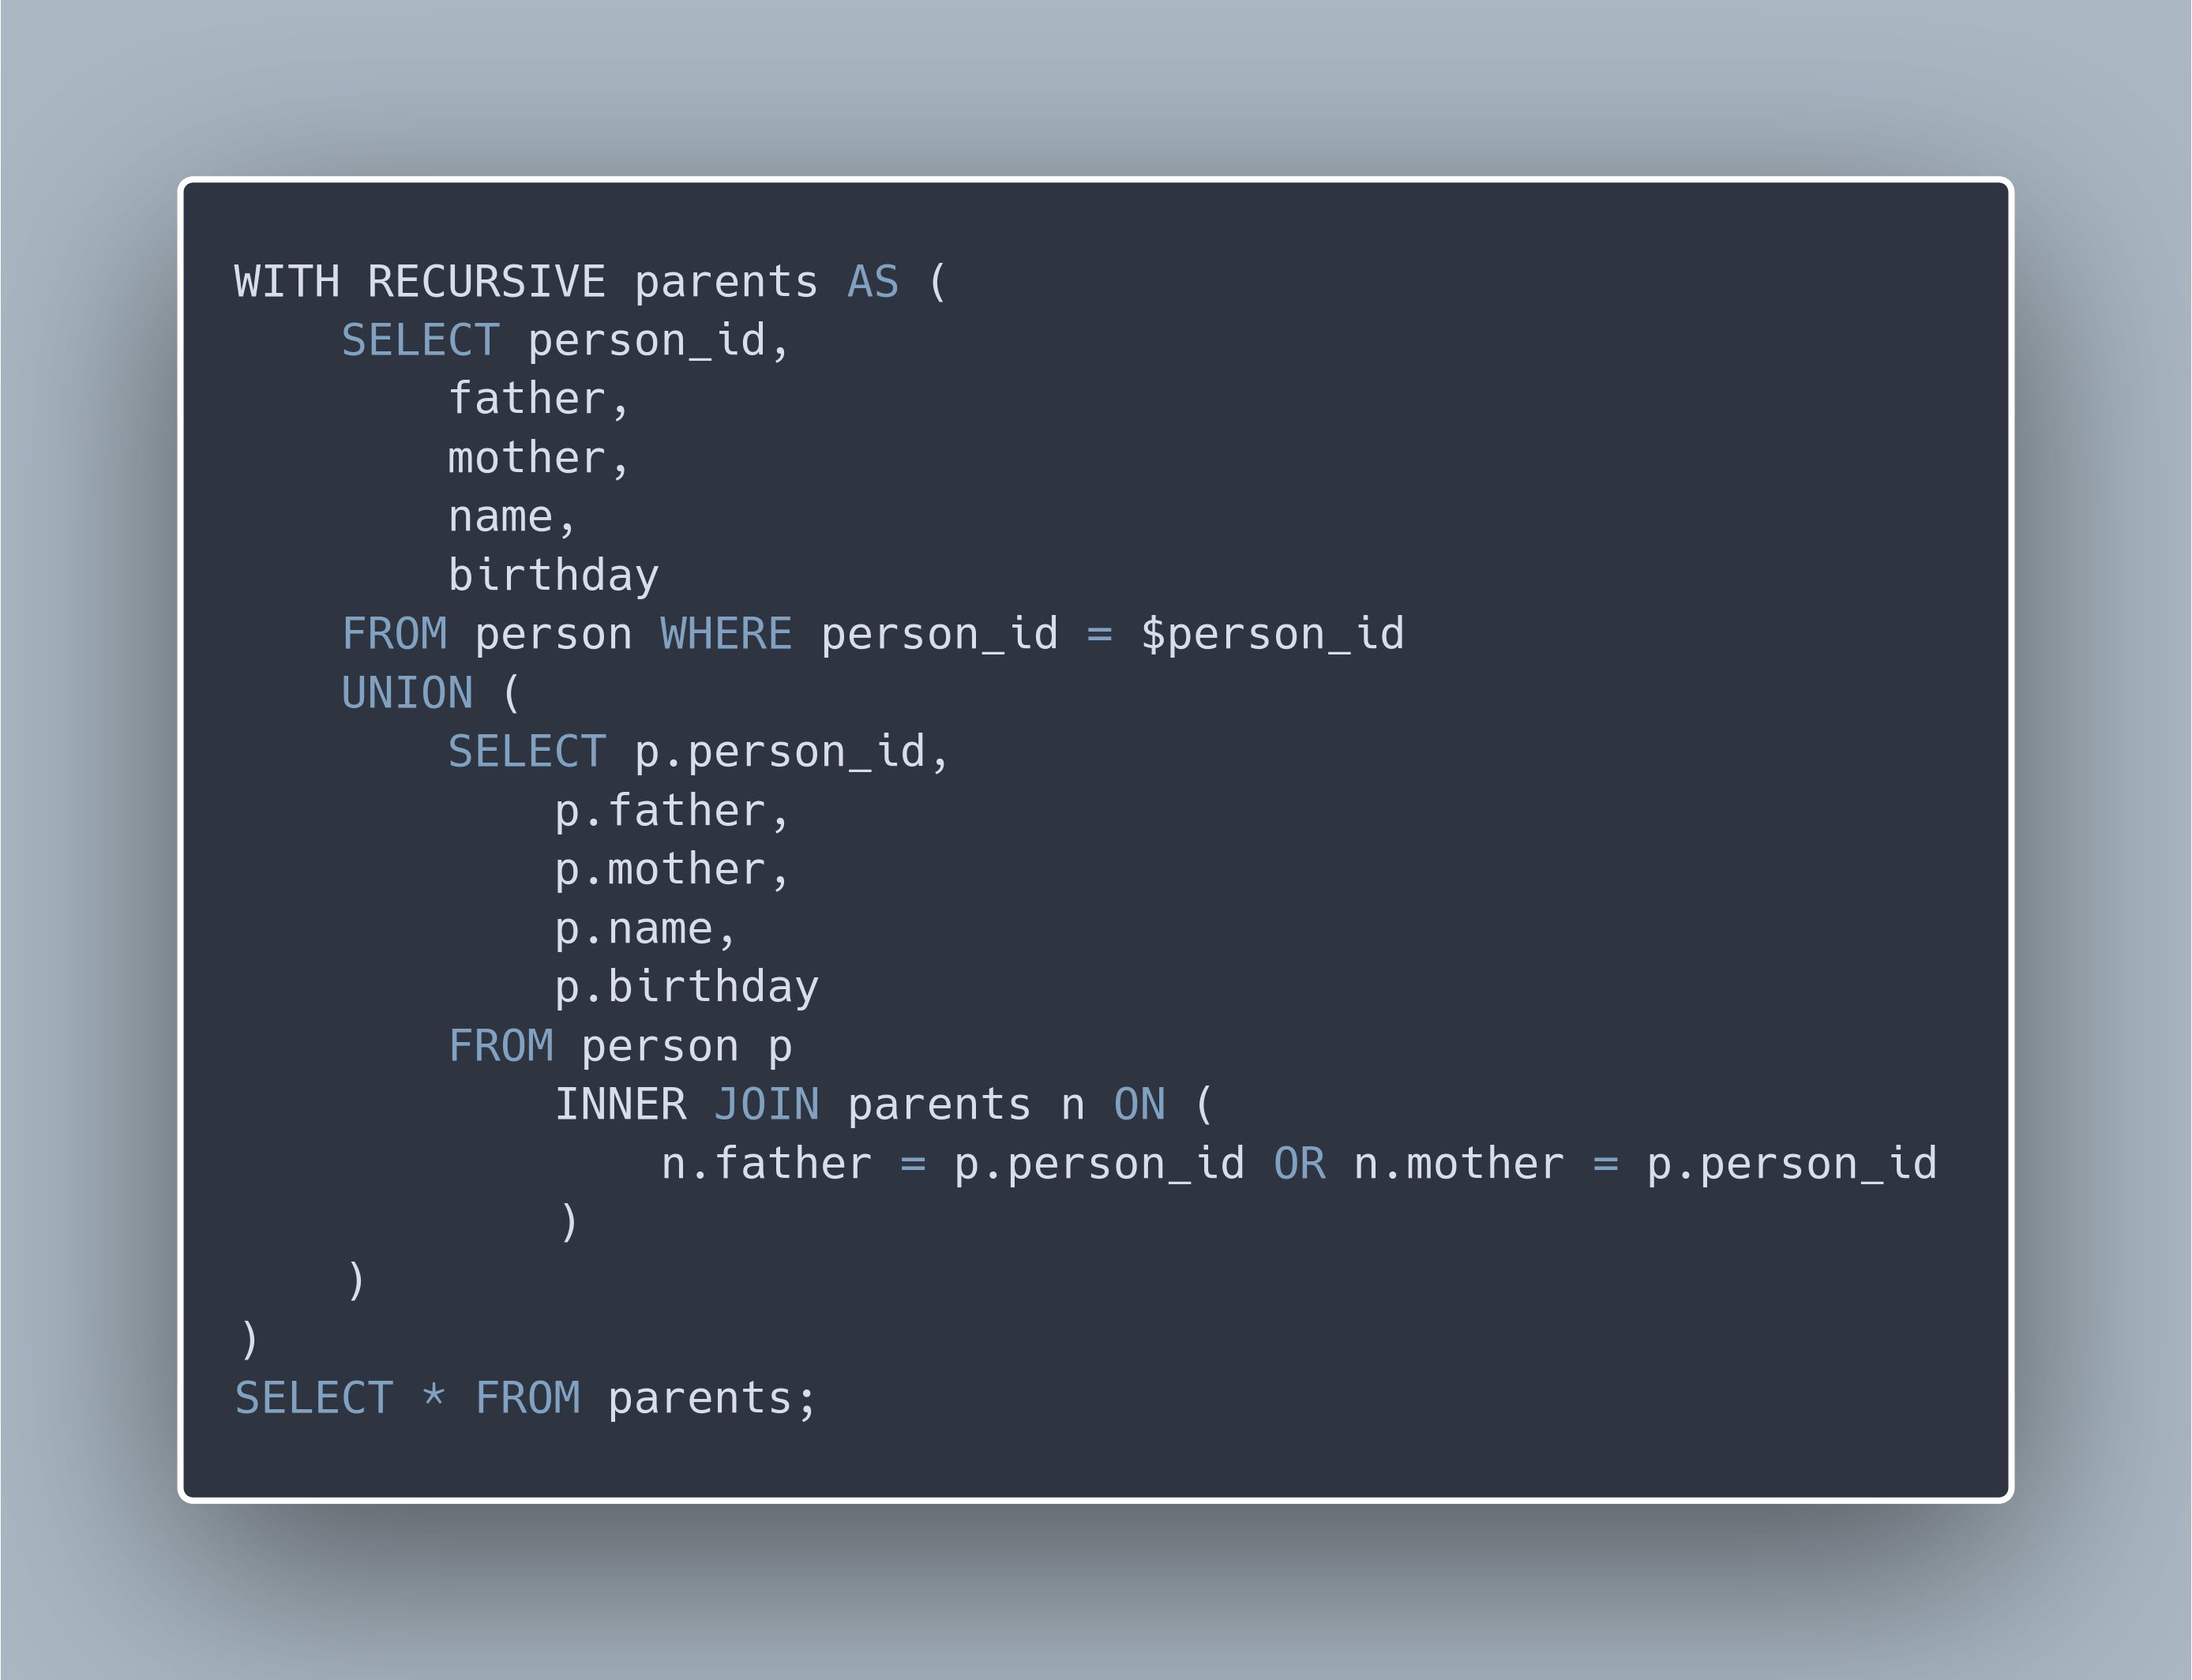 WITH RECURSIVE parents AS (
    SELECT person_id,
        father,
        mother,
        name,
        birthday
    FROM person WHERE person_id = $person_id
    UNION (
        SELECT p.person_id,
            p.father,
            p.mother,
            p.name,
            p.birthday
        FROM person p
            INNER JOIN parents n ON (
                n.father = p.person_id OR n.mother = p.person_id
            )
    )
)
SELECT * FROM parents;